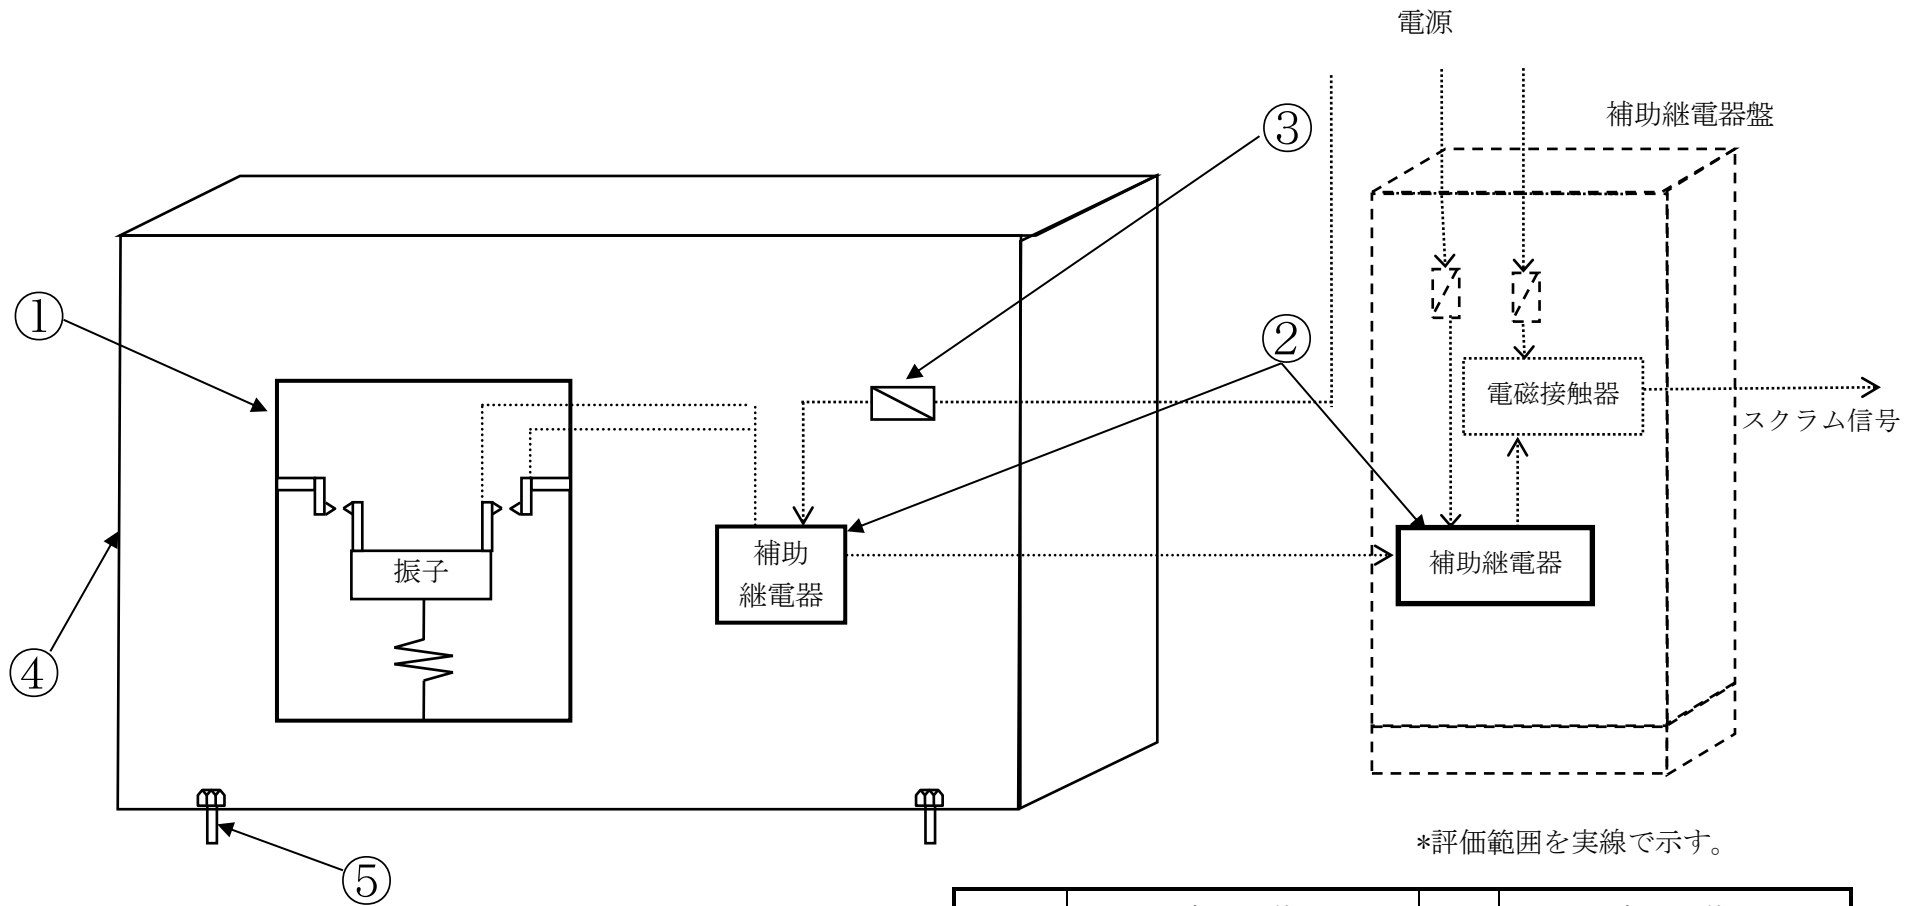 電源
補助継電器盤
③
①
②
電磁接触器
スクラム信号
補助
継電器
補助継電器
振子
④
⑤
*評価範囲を実線で示す。